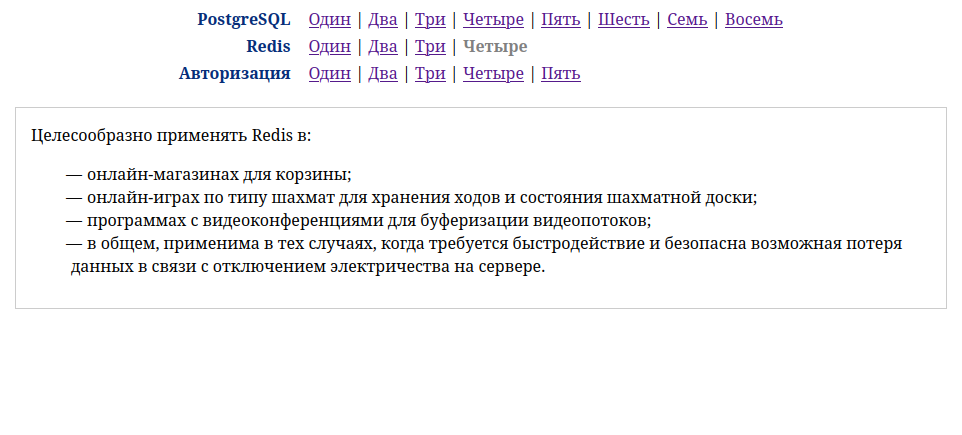 PostgreSQL Один | Два | Три | Четыре | Пять | Шесть | Семь | Восемь
Redis Один | Два | Три | Четыре
Авторизация Один | Два | Три | Четыре | Пять
Целесообразно применять Redis в:
— онлайн-магазинах для корзины;
— онлайн-играх по типу шахмат для хранения ходов и состояния шахматной доски;
— программах с видеоконференциями для буферизации видеопотоков;
— в общем, применима в тех случаях, когда требуется быстродействие и безопасна возможная потеря
данных в связи с отключением электричества на сервере.